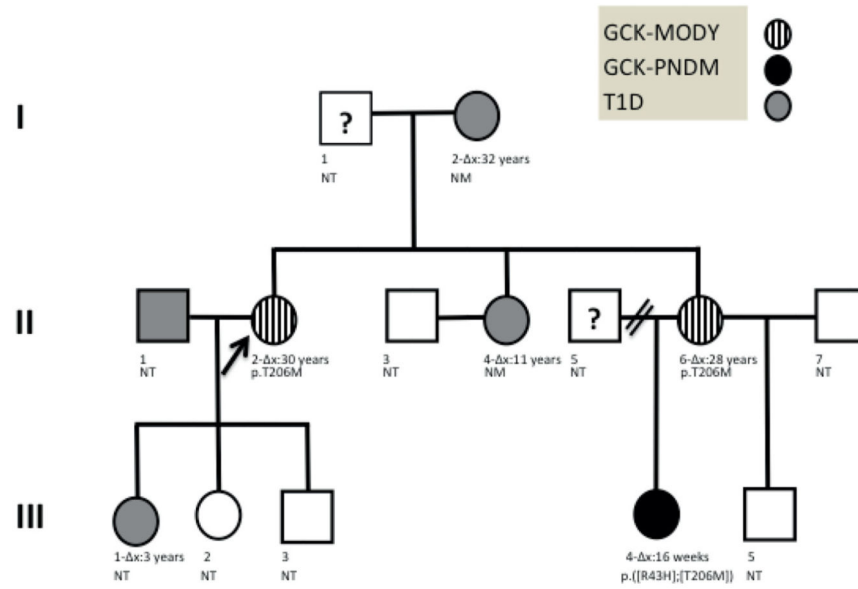 GCK-MODY
GCK-PNDM
T1D
I
?
1
NT
2-Δx:32 years
NM
II
?
1
NT
2-Δx:30 years
p.T206M
3
NT
4-Δx:11 years
NM
5
NT
6-Δx:28 years
p.T206M
7
NT
III
1-Δx:3 years
NT
2
NT
3
NT
4-Δx:16 weeks
p.([R43H];[T206M])
5
NT